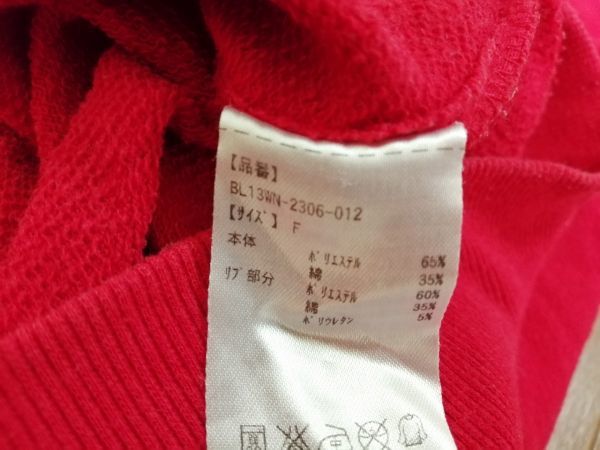 【品番】
BL13WN-2306-012
【サイズ】 F
本体 ポリエステル 65%
綿 35%
リブ部分 ポリエステル 60%
綿 35%
ポリウレタン 5%